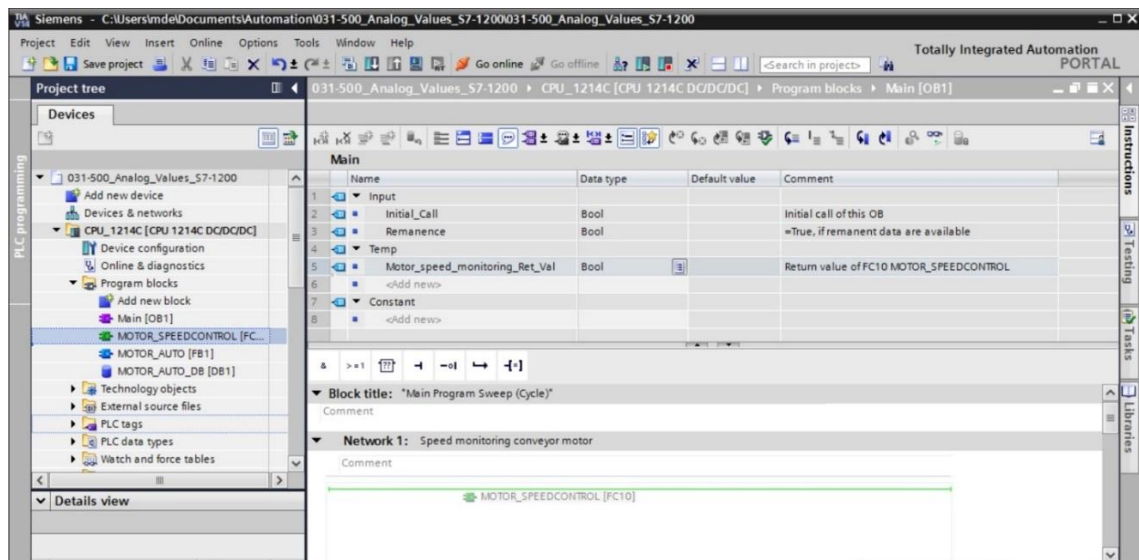 Siemens - C:\Users\mde\Documents\Automation\031-500_Analog_Values_S7-1200\031-500_Analog_Values_S7-1200
Project Edit View Insert Online Options Tools Window Help
Totally Integrated Automation
PORTAL
Save project
Go online
Go offline
<Search in project>
Project tree
031-500_Analog_Values_S7-1200 ▸ CPU_1214C [CPU 1214C DC/DC/DC] ▸ Program blocks ▸ Main [OB1]
Devices
PLC programming
031-500_Analog_Values_S7-1200
Add new device
Devices & networks
CPU_1214C [CPU 1214C DC/DC/DC]
Device configuration
Online & diagnostics
Program blocks
Add new block
Main [OB1]
MOTOR_SPEEDCONTROL [FC...
MOTOR_AUTO [FB1]
MOTOR_AUTO_DB [DB1]
Technology objects
External source files
PLC tags
PLC data types
Watch and force tables
Details view
Main
Name Data type Default value Comment
1 Input
2 Initial_Call Bool Initial call of this OB
3 Remanence Bool =True, if remanent data are available
4 Temp
5 Motor_speed_monitoring_Ret_Val Bool Return value of FC10 MOTOR_SPEEDCONTROL
6 <Add new>
7 Constant
8 <Add new>
& >=1 [??] -| -o| ↦ -[=]
Block title: "Main Program Sweep (Cycle)"
Comment
Network 1: Speed monitoring conveyor motor
Comment
MOTOR_SPEEDCONTROL [FC10]
Instructions
Testing
Tasks
Libraries